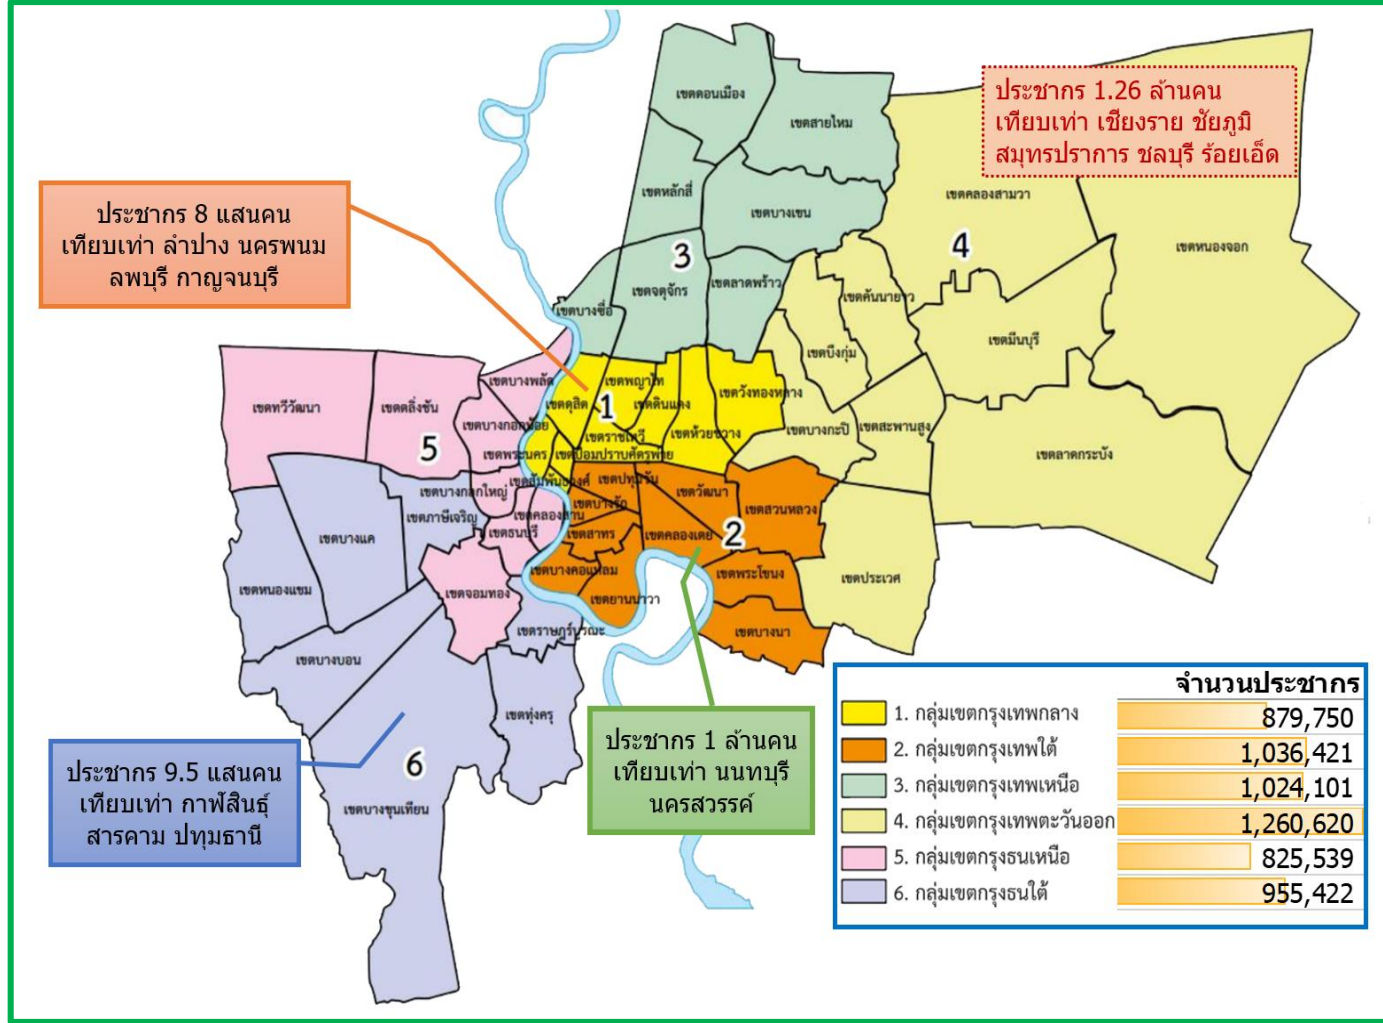 เขตดอนเมือง
เขตสายไหม
ประชากร 1.26 ล้านคน
เทียบเท่า เชียงราย ชัยภูมิ
สมุทรปราการ ชลบุรี ร้อยเอ็ด
เขตหลักสี่
เขตบางเขน
เขตคลองสามวา
เขตหนองจอก
ประชากร 8 แสนคน
เทียบเท่า ลำปาง นครพนม
ลพบุรี กาญจนบุรี
3
4
เขตจตุจักร
เขตลาดพร้าว
เขตคันนายาว
เขตบางซื่อ
เขตมีนบุรี
เขตบึงกุ่ม
เขตบางพลัด
เขตพญาไท
เขตวังทองหลาง
เขตทวีวัฒนา
เขตตลิ่งชัน
เขตดุสิต
1
เขตดินแดง
เขตบางกอกน้อย
เขตราชเทวี
เขตห้วยขวาง
เขตบางกะปิ
เขตสะพานสูง
5
เขตพระนคร
เขตป้อมปราบศัตรูพ่าย
เขตลาดกระบัง
เขตสัมพันธวงศ์
เขตปทุมวัน
เขตวัฒนา
เขตบางกอกใหญ่
เขตบางรัก
เขตสวนหลวง
เขตภาษีเจริญ
เขตคลองสาน
เขตบางแค
เขตธนบุรี
เขตสาทร
เขตคลองเตย
2
เขตบางคอแหลม
เขตพระโขนง
เขตประเวศ
เขตหนองแขม
เขตจอมทอง
เขตยานนาวา
เขตราษฎร์บูรณะ
เขตบางนา
เขตบางบอน
เขตทุ่งครุ
ประชากร 1 ล้านคน
เทียบเท่า นนทบุรี
นครสวรรค์
ประชากร 9.5 แสนคน
เทียบเท่า กาฬสินธุ์
สารคาม ปทุมธานี
6
เขตบางขุนเทียน
จำนวนประชากร
1. กลุ่มเขตกรุงเทพกลาง 879,750
2. กลุ่มเขตกรุงเทพใต้ 1,036,421
3. กลุ่มเขตกรุงเทพเหนือ 1,024,101
4. กลุ่มเขตกรุงเทพตะวันออก 1,260,620
5. กลุ่มเขตกรุงธนเหนือ 825,539
6. กลุ่มเขตกรุงธนใต้ 955,422